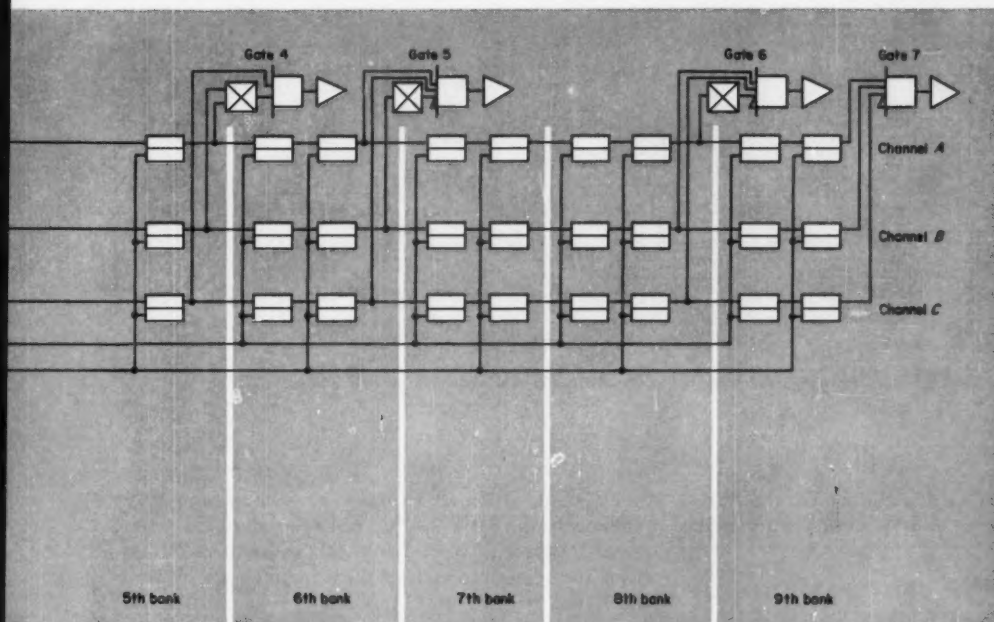 Gate 4
Gate 5
Gate 6
Gate 7
Channel A
Channel B
Channel C
5th bank
6th bank
7th bank
8th bank
9th bank